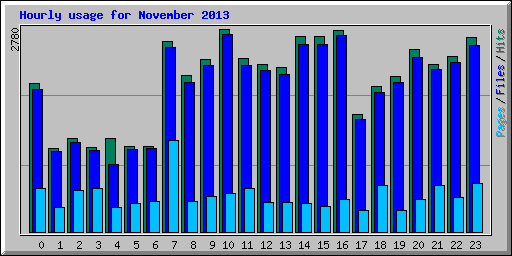 Hourly usage for November 2013
2780
Pages/Files/Hits
0 1 2 3 4 5 6 7 8 9 10 11 12 13 14 15 16 17 18 19 20 21 22 23